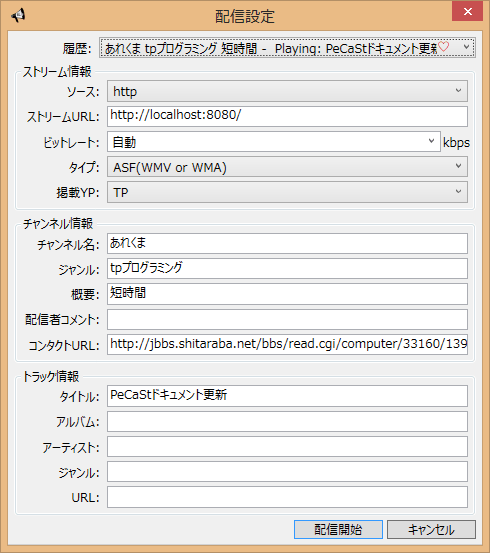 配信設定
履歴: あれくま tpプログラミング 短時間 - Playing: PeCaStドキュメント更新♡
ストリーム情報
ソース: http
ストリームURL: http://localhost:8080/
ビットレート: 自動 kbps
タイプ: ASF(WMV or WMA)
掲載YP: TP
チャンネル情報
チャンネル名: あれくま
ジャンル: tpプログラミング
概要: 短時間
配信者コメント:
コンタクトURL: http://jbbs.shitaraba.net/bbs/read.cgi/computer/33160/139
トラック情報
タイトル: PeCaStドキュメント更新
アルバム:
アーティスト:
ジャンル:
URL:
配信開始 キャンセル